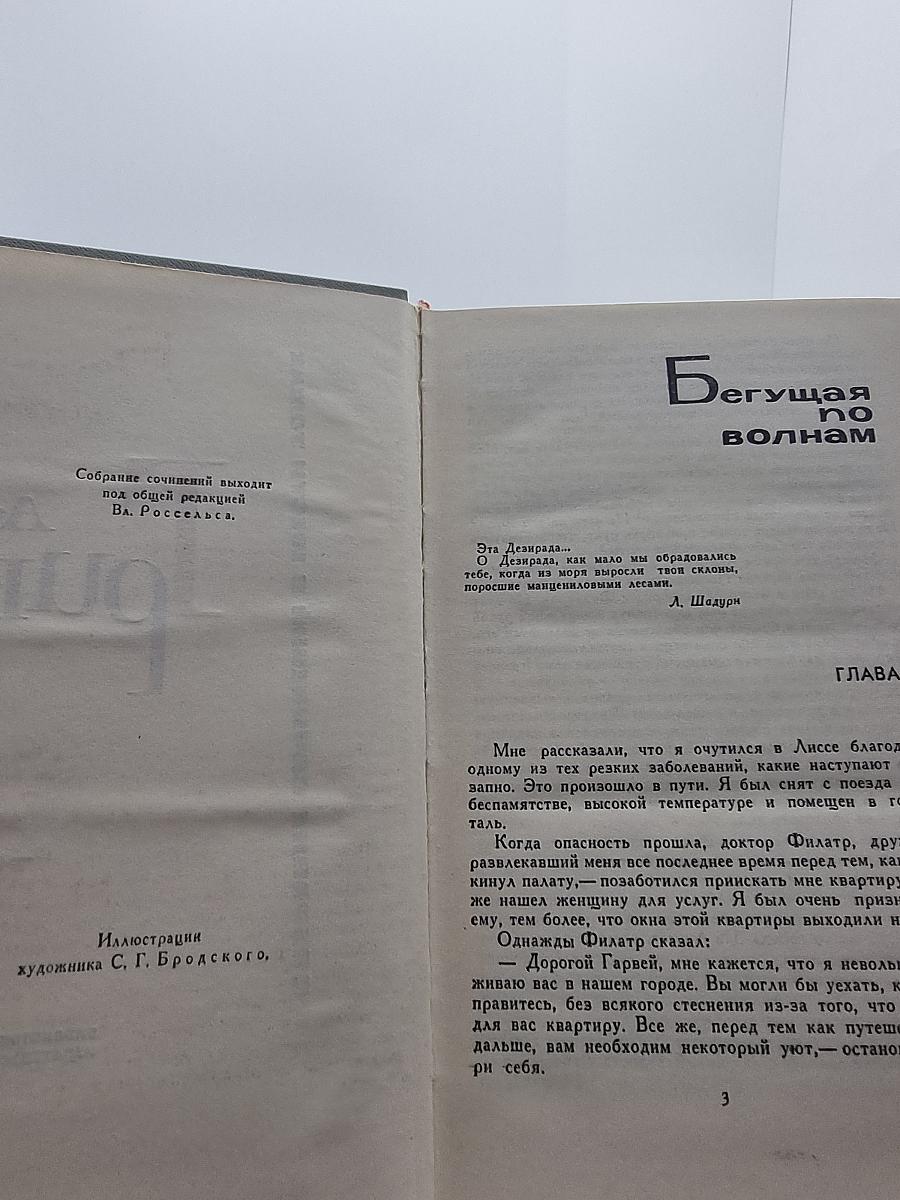 Собрание сочинений выходит
под общей редакцией
Вл. Россельса.
Иллюстрации
художника С. Г. Бродского.
Бегущая
по
волнам
Эта Дезирада...
О Дезирада, как мало мы обрадовались
тебе, когда из моря выросли твои склоны,
поросшие манцениловыми лесами.
Л. Шадурн
ГЛАВА
Мне рассказали, что я очутился в Лиссе благод
одному из тех резких заболеваний, какие наступают
запно. Это произошло в пути. Я был снят с поезда
беспамятстве, высокой температуре и помещен в го
таль.
Когда опасность прошла, доктор Филатр, друг
развлекавший меня все последнее время перед тем, как
кинул палату,— позаботился приискать мне квартиру
же нашел женщину для услуг. Я был очень призн
ему, тем более, что окна этой квартиры выходили н
Однажды Филатр сказал:
— Дорогой Гарвей, мне кажется, что я неволь
живаю вас в нашем городе. Вы могли бы уехать, к
правитесь, без всякого стеснения из-за того, что
для вас квартиру. Все же, перед тем как путеше
дальше, вам необходим некоторый уют,— останов
ри себя.
3